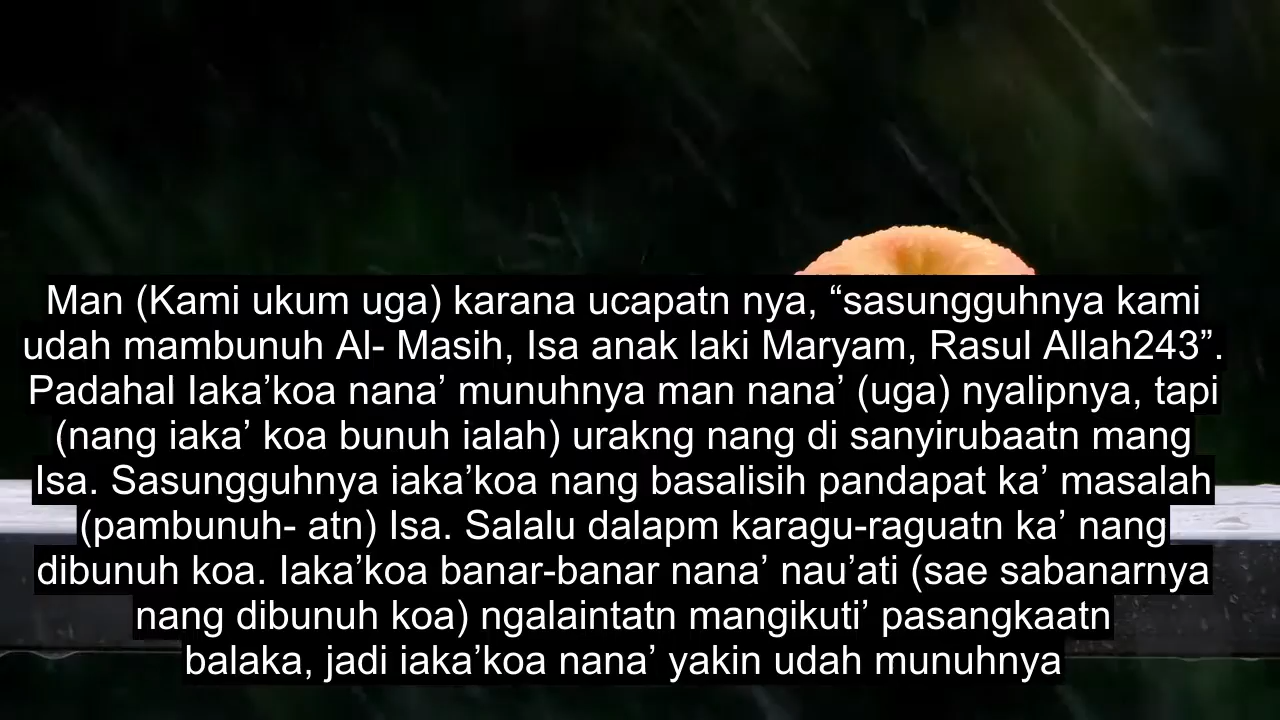 Man (Kami ukum uga) karana ucapatn nya, “sasungguhnya kami
udah mambunuh Al- Masih, Isa anak laki Maryam, Rasul Allah243”.
Padahal Iaka’koa nana’ munuhnya man nana’ (uga) nyalipnya, tapi
(nang iaka’ koa bunuh ialah) urakng nang di sanyirubaatn mang
Isa. Sasungguhnya iaka’koa nang basalisih pandapat ka’ masalah
(pambunuh- atn) Isa. Salalu dalapm karagu-raguatn ka’ nang
dibunuh koa. Iaka’koa banar-banar nana’ nau’ati (sae sabanarnya
nang dibunuh koa) ngalaintatn mangikuti’ pasangkaatn
balaka, jadi iaka’koa nana’ yakin udah munuhnya